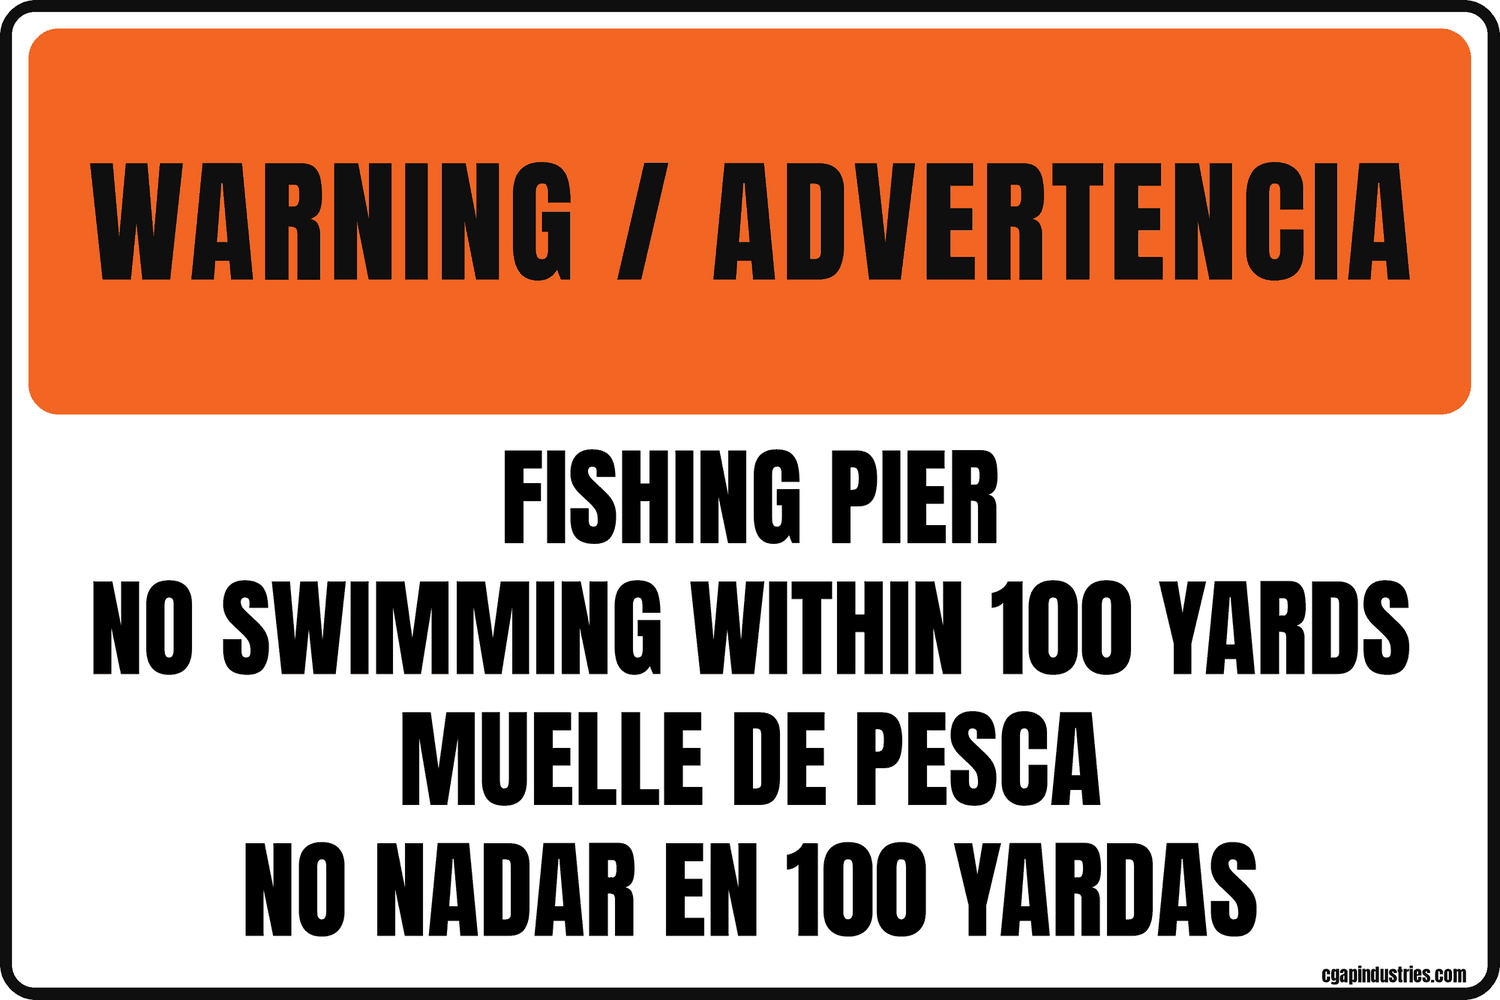 WARNING / ADVERTENCIA
FISHING PIER
NO SWIMMING WITHIN 100 YARDS
MUELLE DE PESCA
NO NADAR EN 100 YARDAS
cgapindustries.com